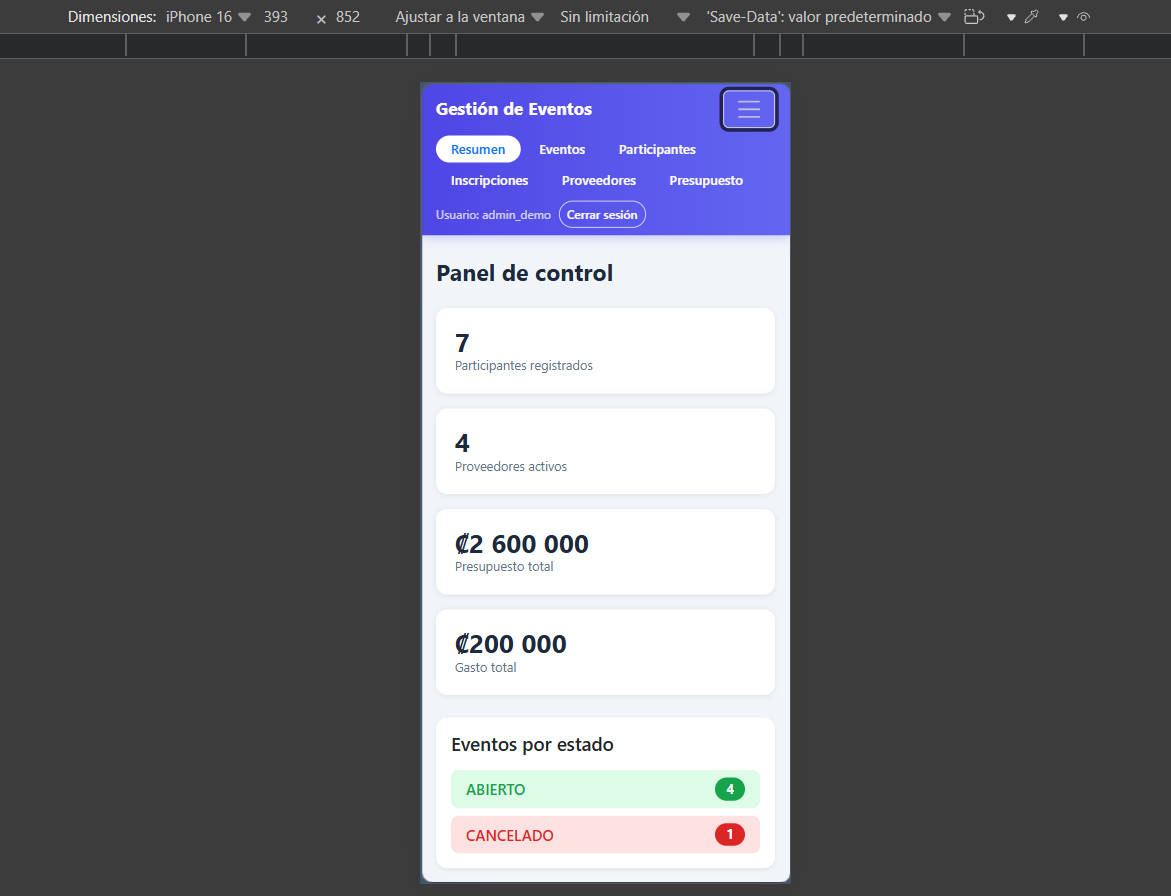 Dimensiones: iPhone 16 393 × 852 Ajustar a la ventana Sin limitación 'Save-Data': valor predeterminado
Gestión de Eventos
Resumen Eventos Participantes
Inscripciones Proveedores Presupuesto
Usuario: admin_demo Cerrar sesión
Panel de control
7
Participantes registrados
4
Proveedores activos
₡2 600 000
Presupuesto total
₡200 000
Gasto total
Eventos por estado
ABIERTO 4
CANCELADO 1